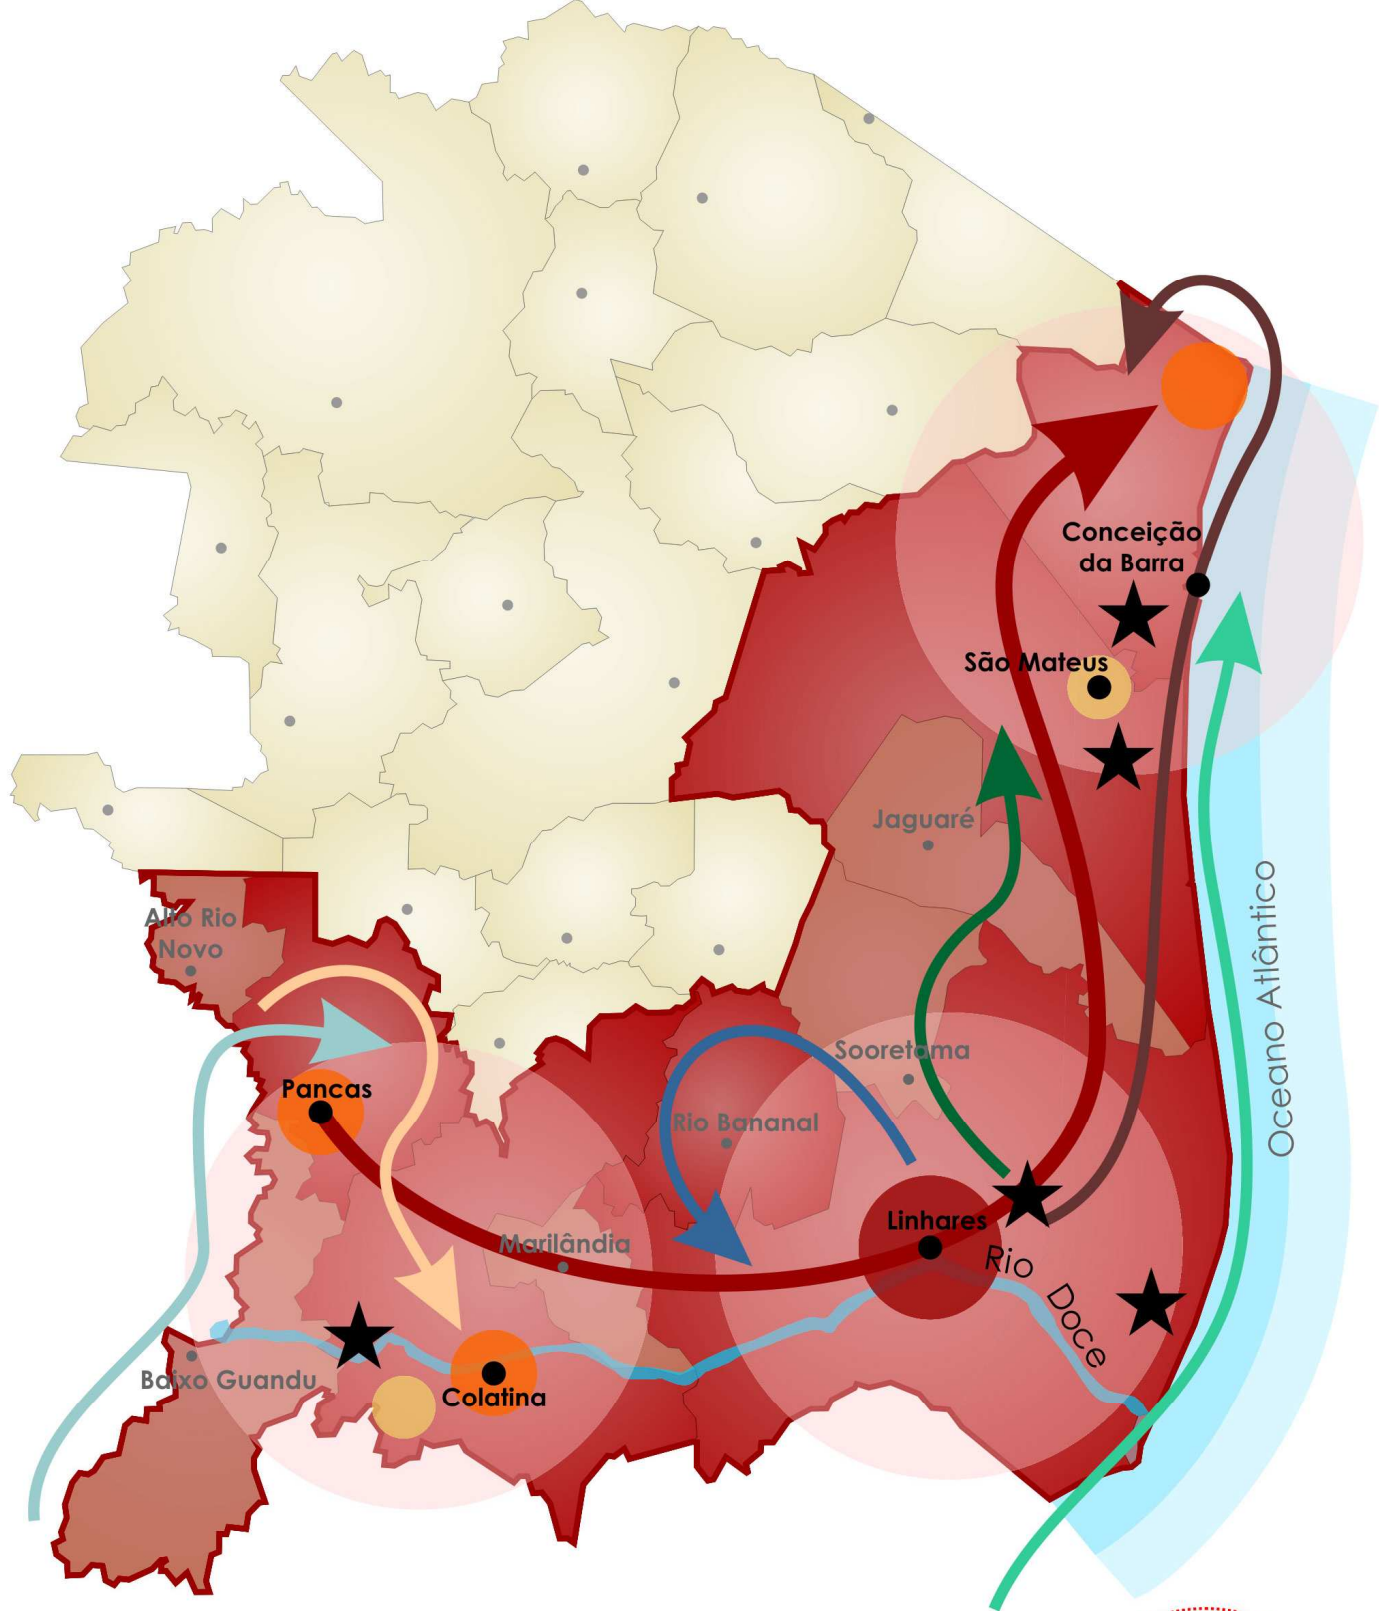 Conceição
da Barra
São Mateus
Jaguaré
Alto Rio
Novo
Oceano Atlântico
Sooretama
Pancas
Rio Bananal
Linhares
Marilândia
Rio
Doce
Baixo Guandu
Colatina